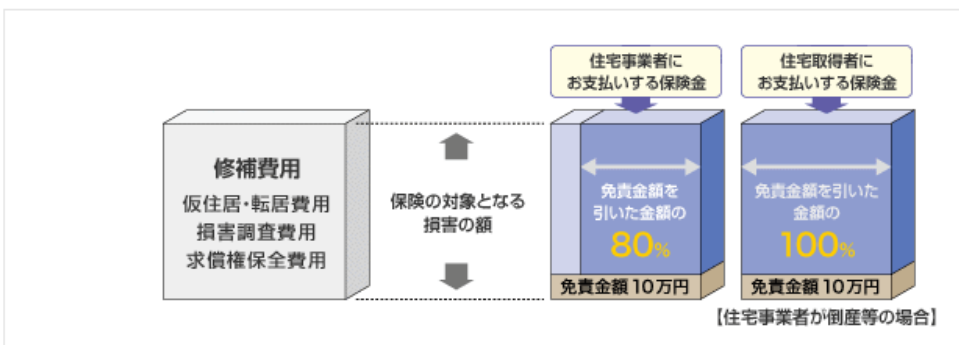 住宅事業者に
お支払いする保険金
住宅取得者に
お支払いする保険金
修補費用
仮住居・転居費用
損害調査費用
求償権保全費用
保険の対象となる
損害の額
免責金額を
引いた金額の
80%
免責金額10万円
免責金額を引いた
金額の
100%
免責金額10万円
【住宅事業者が倒産等の場合】